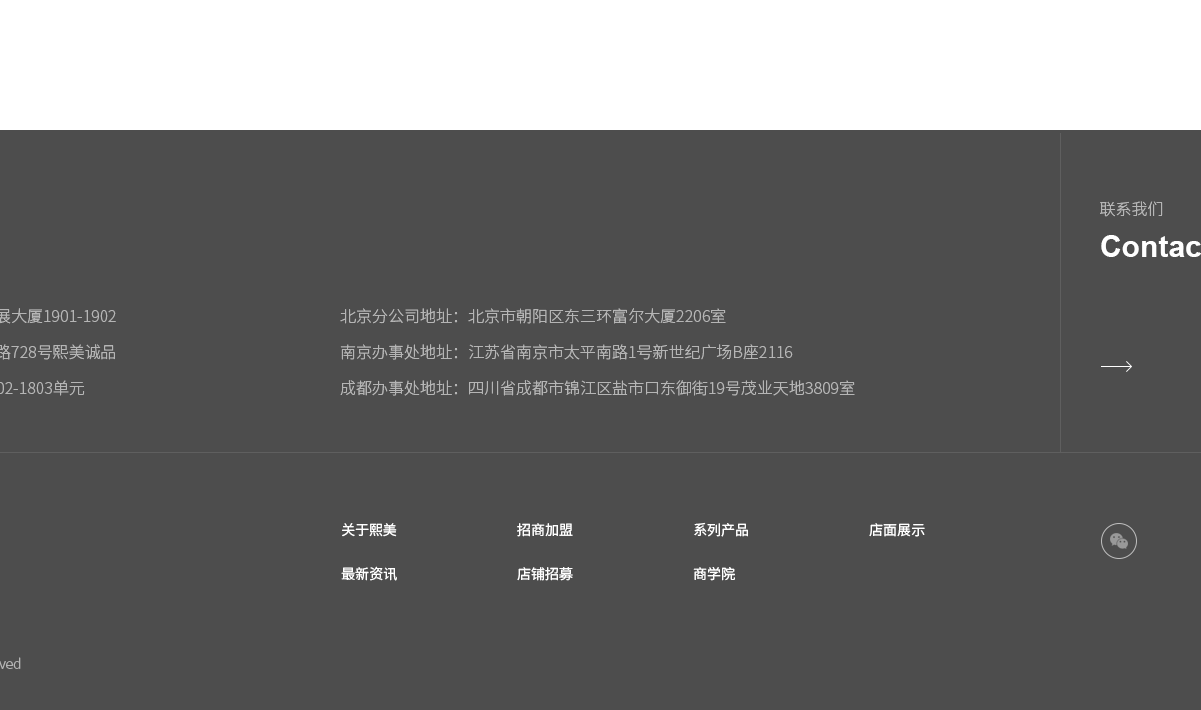 联系我们
Contac
展大厦1901-1902
北京分公司地址：北京市朝阳区东三环富尔大厦2206室
路728号熙美诚品
南京办事处地址：江苏省南京市太平南路1号新世纪广场B座2116
02-1803单元
成都办事处地址：四川省成都市锦江区盐市口东御街19号茂业天地3809室
关于熙美
招商加盟
系列产品
店面展示
最新资讯
店铺招募
商学院
ved